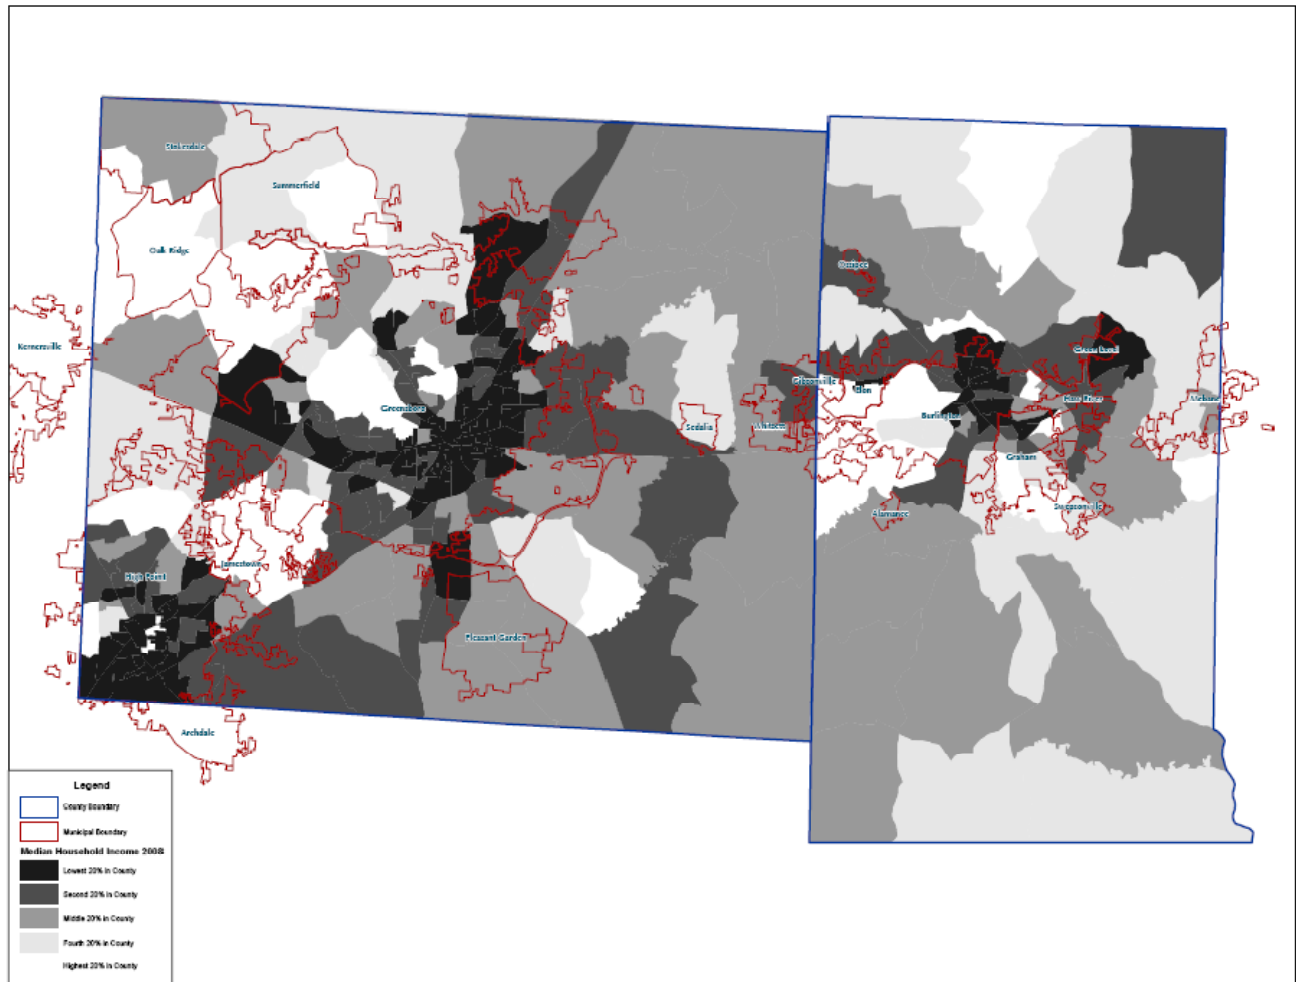 Stokesdale
Summerfield
Oak Ridge
Ossipee
Kernersville
Green Level
Gibsonville
Elon
Mebane
Haw River
Greensboro
Burlington
Sedalia
Whitsett
Graham
Alamance
Swepsonville
Jamestown
High Point
Pleasant Garden
Archdale
Legend
County Boundary
Municipal Boundary
Median Household Income 2008
Lowest 20% in County
Second 20% in County
Middle 20% in County
Fourth 20% in County
Highest 20% in County